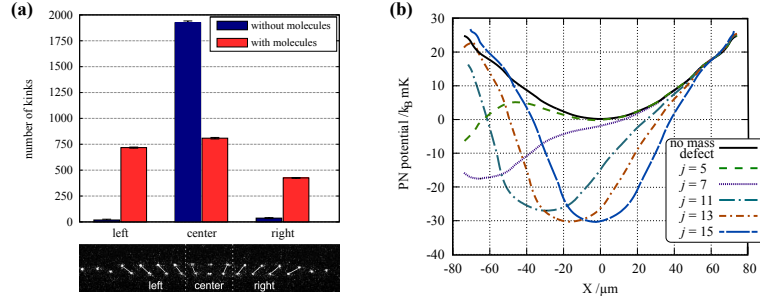 (a)
number of kinks
2000
1750
1500
1250
1000
750
500
250
0
without molecules
with molecules
left center right
left center right
(b)
PN potential /k_B mK
30
20
10
0
-10
-20
-30
-40
-80 -60 -40 -20 0 20 40 60 80
X /μm
no mass
defect
j = 5
j = 7
j = 11
j = 13
j = 15